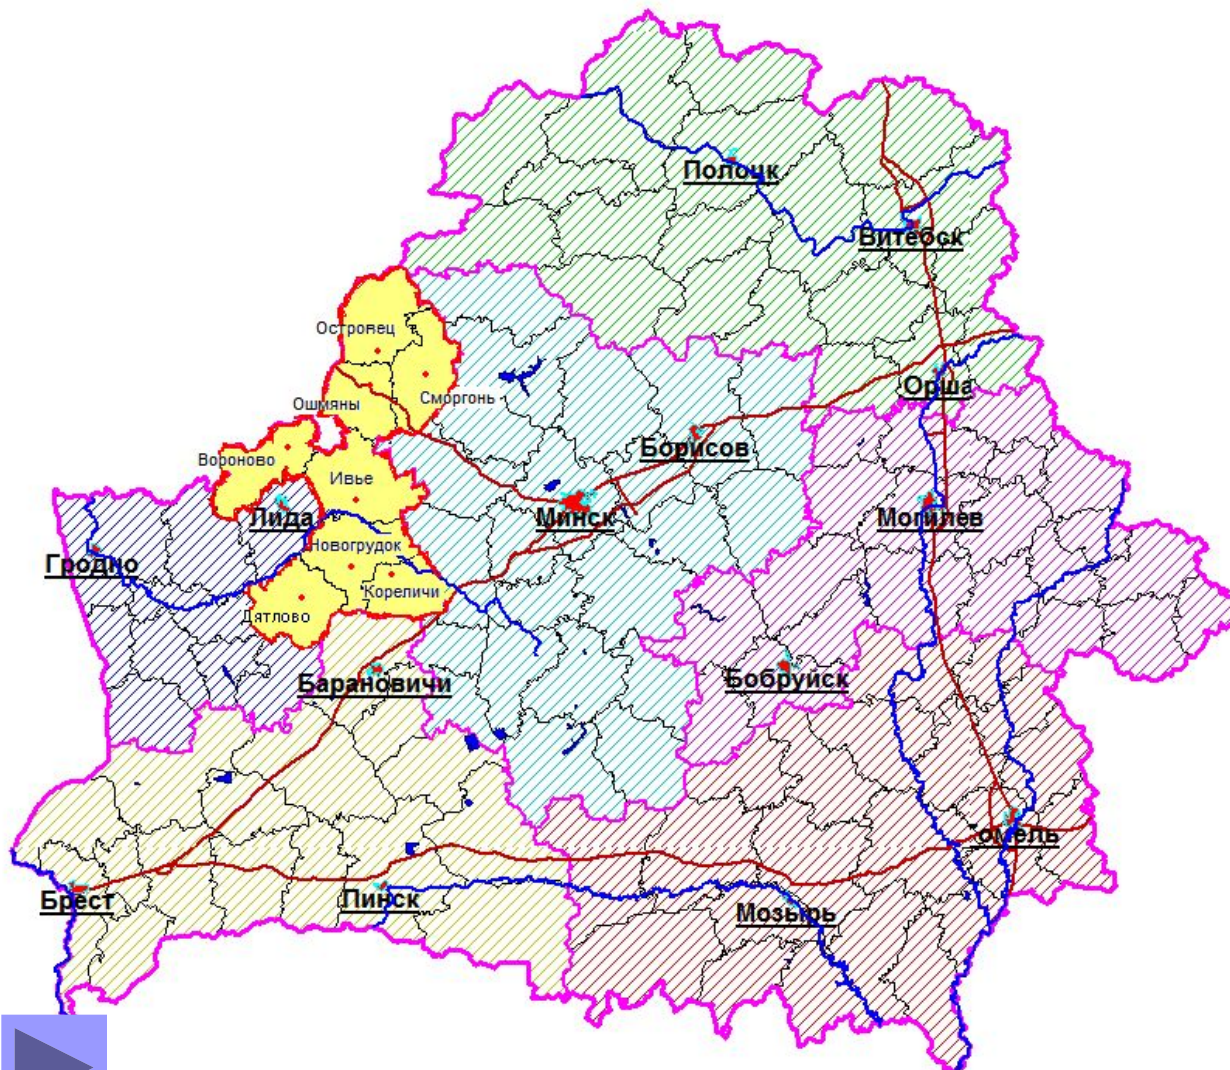 Полоцк
Витебск
Островец
Орша
Сморгонь
Ошмяны
Борисов
Вороново
Ивье
Лида
Минск
Могилев
Новогрудок
Гродно
Кореличи
Дятлово
Барановичи
Бобруйск
омель
Брест
Пинск
Мозырь